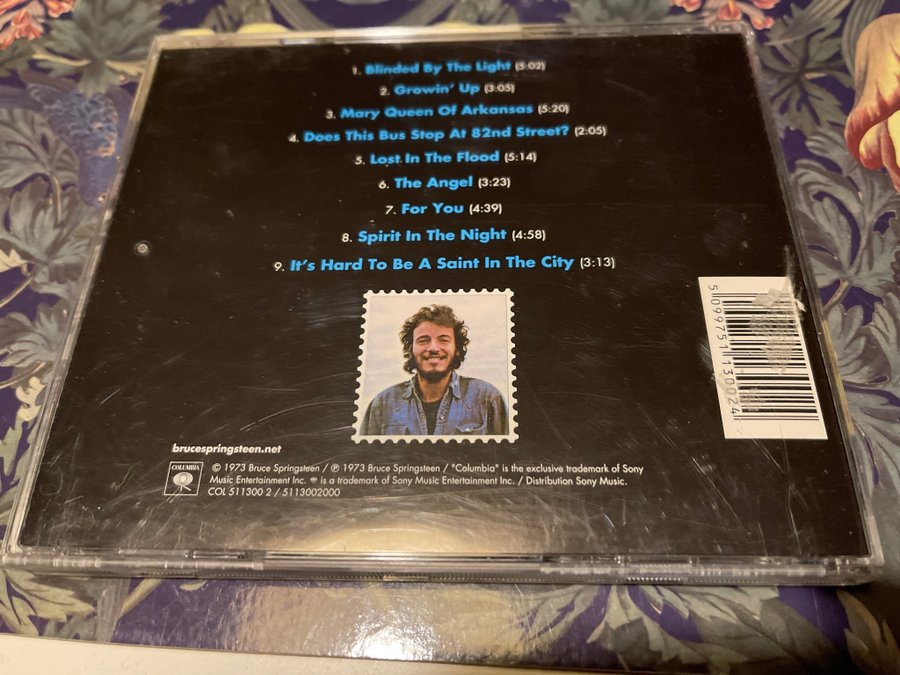 1. Blinded By The Light (5:02)
2. Growin' Up (3:05)
3. Mary Queen Of Arkansas (5:20)
4. Does This Bus Stop At 82nd Street? (2:05)
5. Lost In The Flood (5:14)
6. The Angel (3:23)
7. For You (4:39)
8. Spirit In The Night (4:58)
9. It's Hard To Be A Saint In The City (3:13)
5 099751 130024
brucespringsteen.net
COLUMBIA
© 1973 Bruce Springsteen / ℗ 1973 Bruce Springsteen / "Columbia" is the exclusive trademark of Sony
Music Entertainment Inc. is a trademark of Sony Music Entertainment Inc. / Distribution Sony Music.
COL 511300 2 / 5113002000